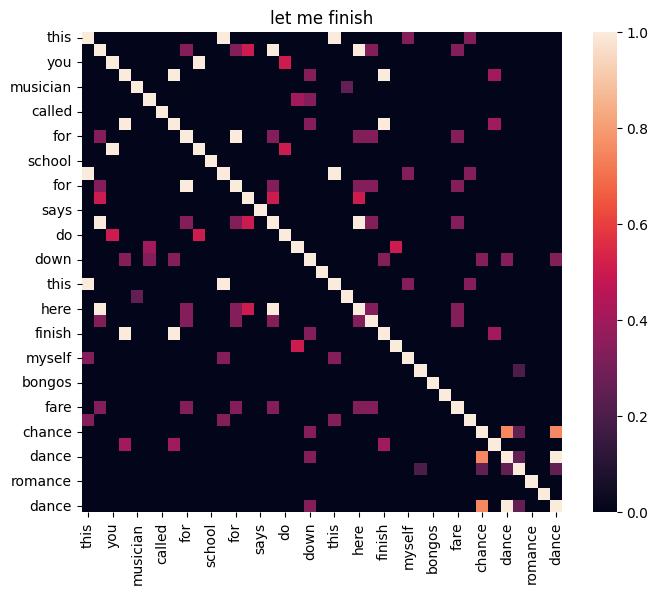 let me finish
this
you
musician
called
for
school
for
says
do
down
this
here
finish
myself
bongos
fare
chance
dance
romance
dance
this
you
musician
called
for
school
for
says
do
down
this
here
finish
myself
bongos
fare
chance
dance
romance
dance
1.0
0.8
0.6
0.4
0.2
0.0